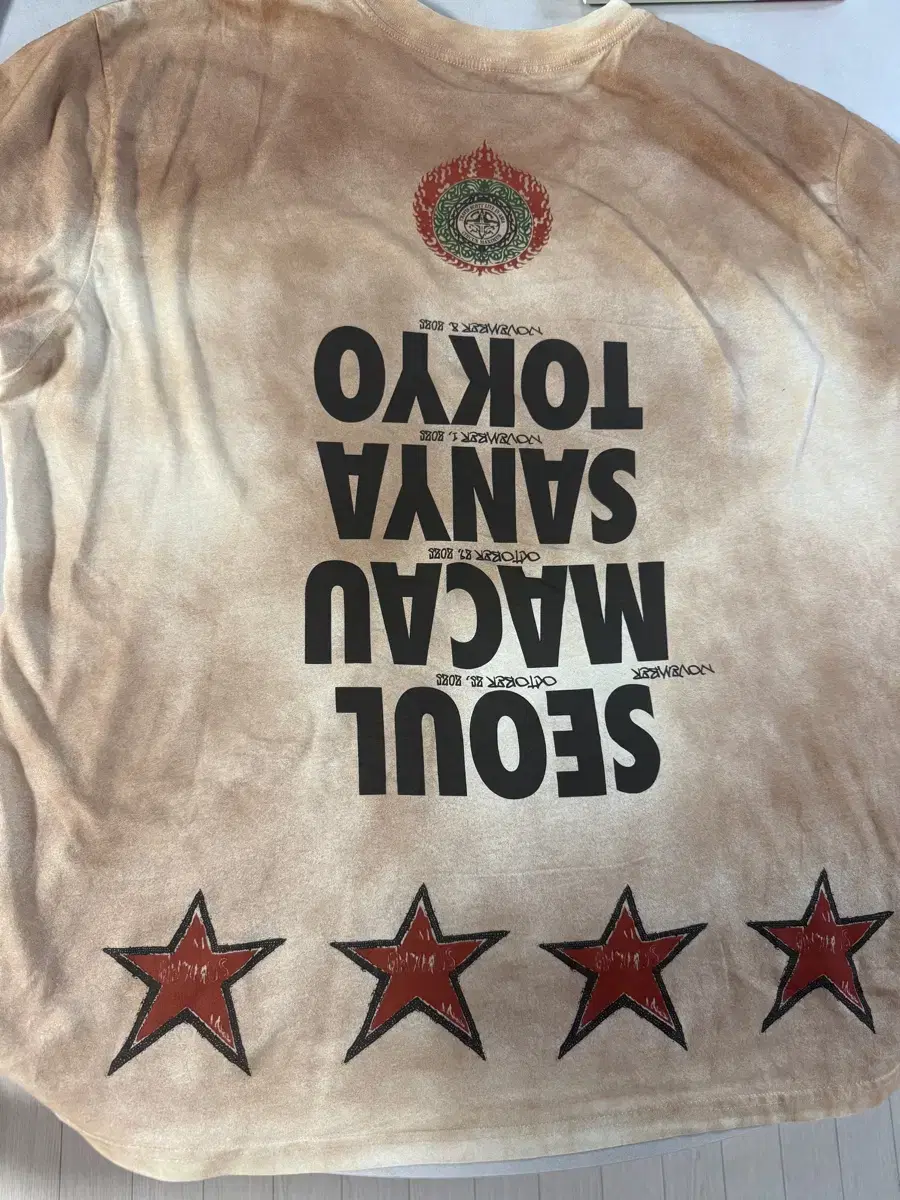 SEOUL
NOVEMBER OCTOBER 25, 2025
MACAU
OCTOBER 2025
SANYA
NOVEMBER 1, 2025
TOKYO
NOVEMBER 8, 2025